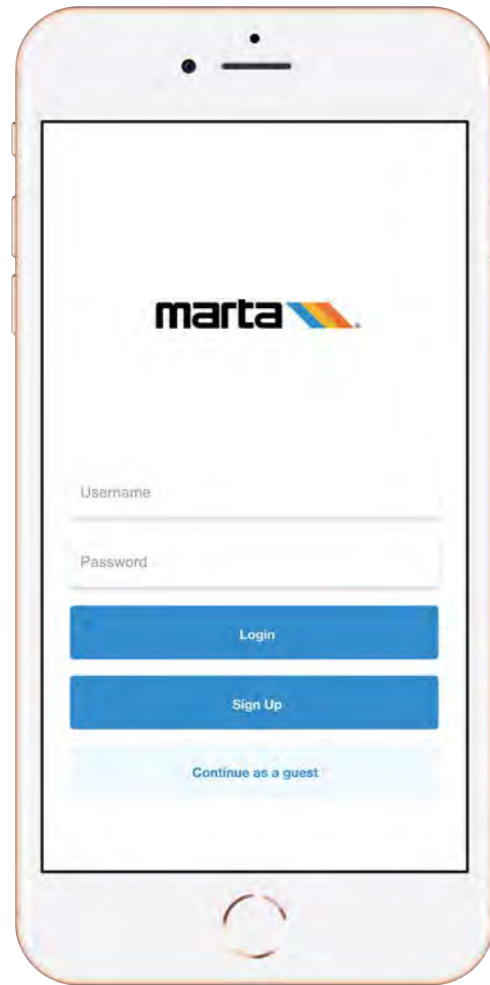 marta
Username
Password
Login
Sign Up
Continue as a guest